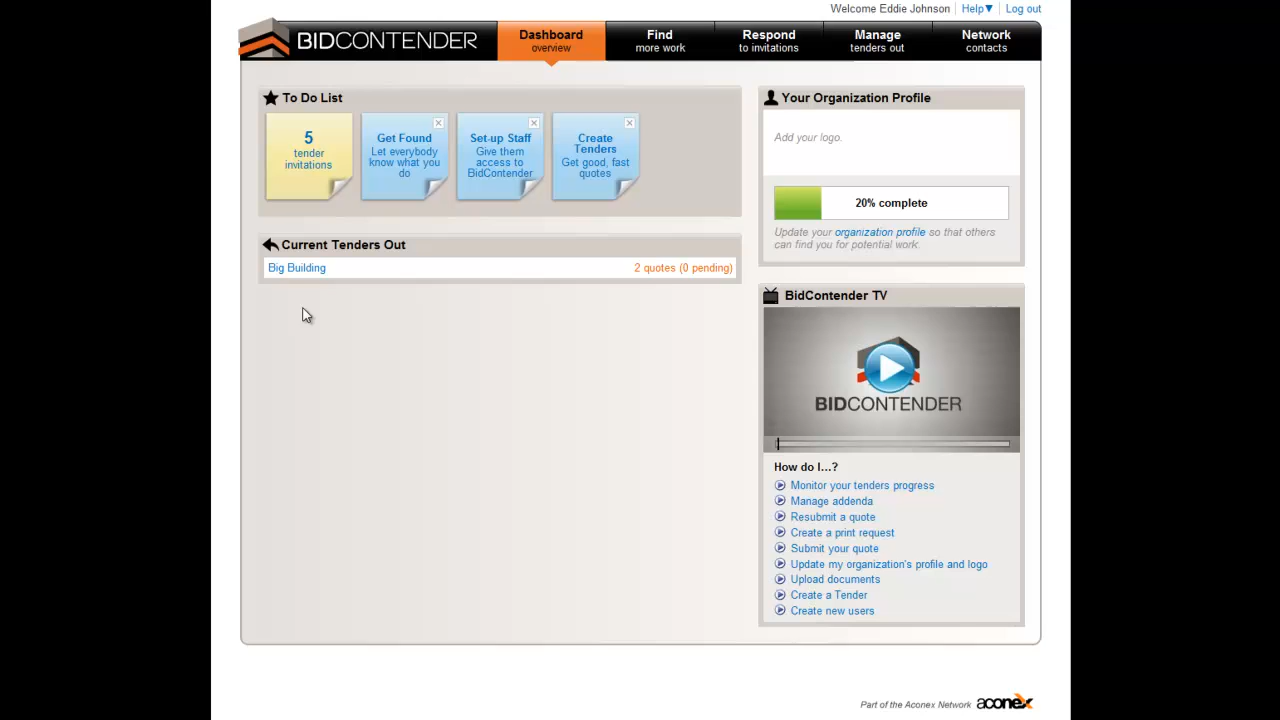 Welcome Eddie Johnson Help▼ Log out
BIDCONTENDER
Dashboard
overview
Find
more work
Respond
to invitations
Manage
tenders out
Network
contacts
To Do List
5
tender
invitations
Get Found
Let everybody
know what you
do
Set-up Staff
Give them
access to
BidContender
Create
Tenders
Get good, fast
quotes
Current Tenders Out
Big Building 2 quotes (0 pending)
Your Organization Profile
Add your logo.
20% complete
Update your organization profile so that others
can find you for potential work.
BidContender TV
BIDCONTENDER
How do I...?
Monitor your tenders progress
Manage addenda
Resubmit a quote
Create a print request
Submit your quote
Update my organization's profile and logo
Upload documents
Create a Tender
Create new users
Part of the Aconex Network aconex